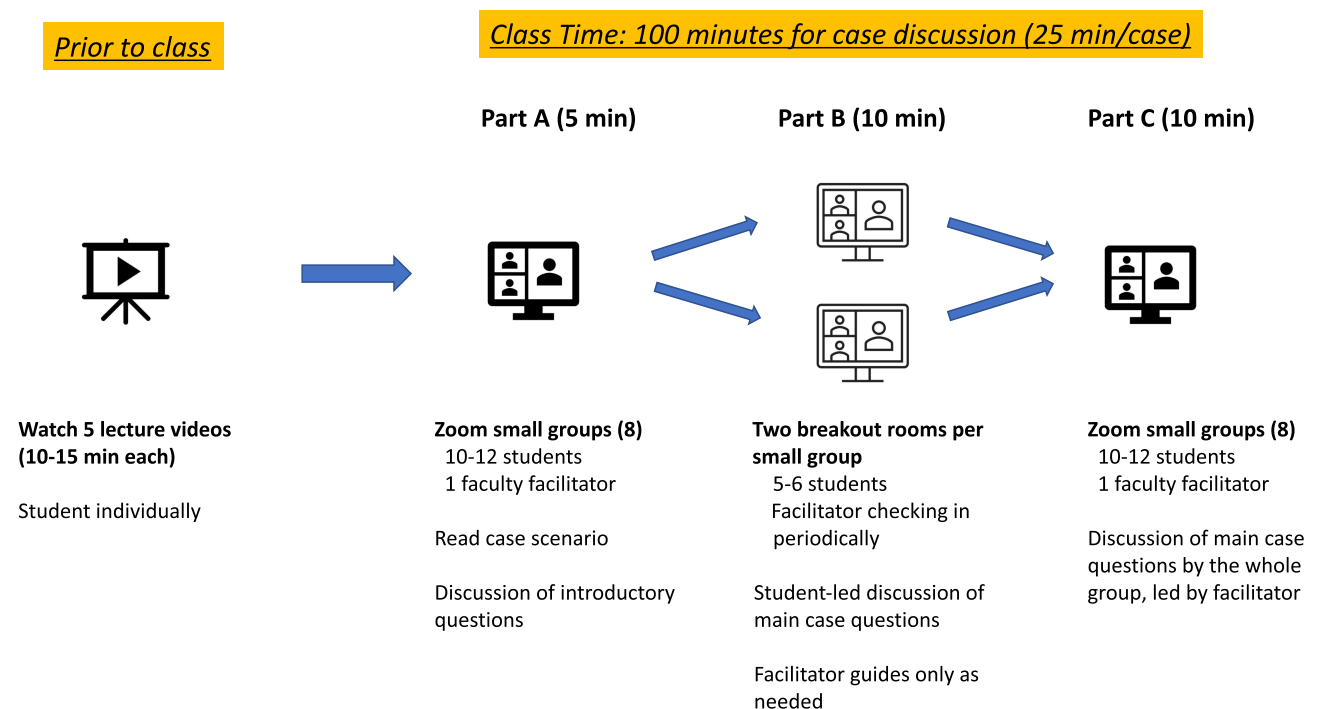 Prior to class
Class Time: 100 minutes for case discussion (25 min/case)
Part A (5 min)
Part B (10 min)
Part C (10 min)
Watch 5 lecture videos
(10-15 min each)
Student individually
Zoom small groups (8)
10-12 students
1 faculty facilitator
Read case scenario
Discussion of introductory
questions
Two breakout rooms per
small group
5-6 students
Facilitator checking in
periodically
Student-led discussion of
main case questions
Facilitator guides only as
needed
Zoom small groups (8)
10-12 students
1 faculty facilitator
Discussion of main case
questions by the whole
group, led by facilitator